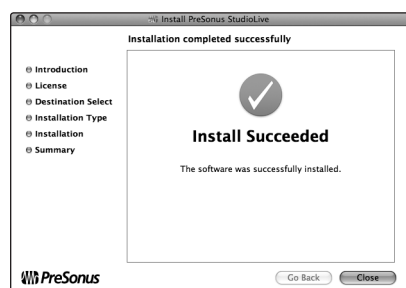 Install PreSonus StudioLive
Installation completed successfully
Introduction
License
Destination Select
Installation Type
Installation
Summary
Install Succeeded
The software was successfully installed.
PreSonus
Go Back
Close